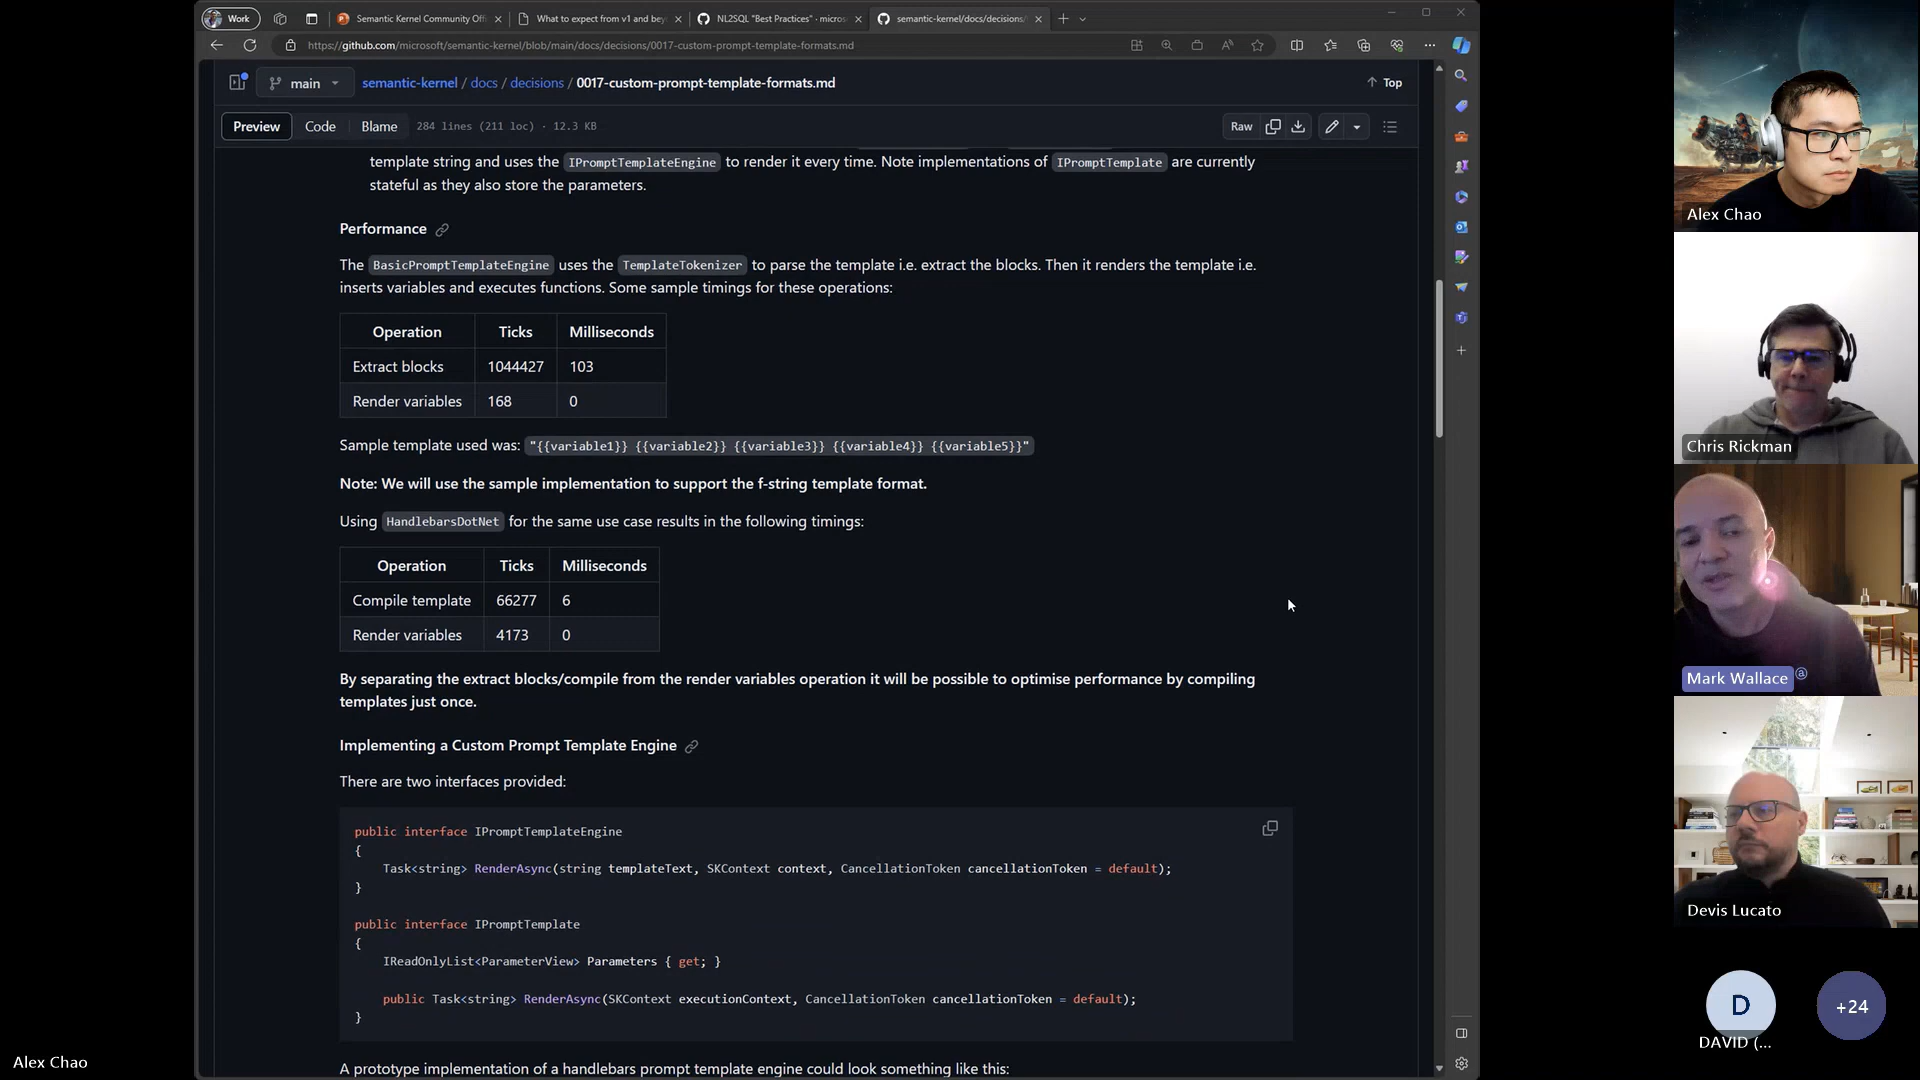 Work
Semantic Kernel Community Offi
What to expect from v1 and bey
NL2SQL "Best Practices" · micros
semantic-kernel/docs/decisions/
https://github.com/microsoft/semantic-kernel/blob/main/docs/decisions/0017-custom-prompt-template-formats.md
main
semantic-kernel / docs / decisions / 0017-custom-prompt-template-formats.md
Top
Preview
Code
Blame
284 lines (211 loc) · 12.3 KB
Raw
template string and uses the IPromptTemplateEngine to render it every time. Note implementations of IPromptTemplate are currently
stateful as they also store the parameters.
Performance
The BasicPromptTemplateEngine uses the TemplateTokenizer to parse the template i.e. extract the blocks. Then it renders the template i.e.
inserts variables and executes functions. Some sample timings for these operations:
Operation Ticks Milliseconds
Extract blocks 1044427 103
Render variables 168 0
Sample template used was: "{{variable1}} {{variable2}} {{variable3}} {{variable4}} {{variable5}}"
Note: We will use the sample implementation to support the f-string template format.
Using HandlebarsDotNet for the same use case results in the following timings:
Operation Ticks Milliseconds
Compile template 66277 6
Render variables 4173 0
By separating the extract blocks/compile from the render variables operation it will be possible to optimise performance by compiling
templates just once.
Implementing a Custom Prompt Template Engine
There are two interfaces provided:
public interface IPromptTemplateEngine
{
Task<string> RenderAsync(string templateText, SKContext context, CancellationToken cancellationToken = default);
}
public interface IPromptTemplate
{
IReadOnlyList<ParameterView> Parameters { get; }
public Task<string> RenderAsync(SKContext executionContext, CancellationToken cancellationToken = default);
}
A prototype implementation of a handlebars prompt template engine could look something like this:
Alex Chao
Chris Rickman
Mark Wallace
Devis Lucato
D
DAVID (...
+24
Alex Chao